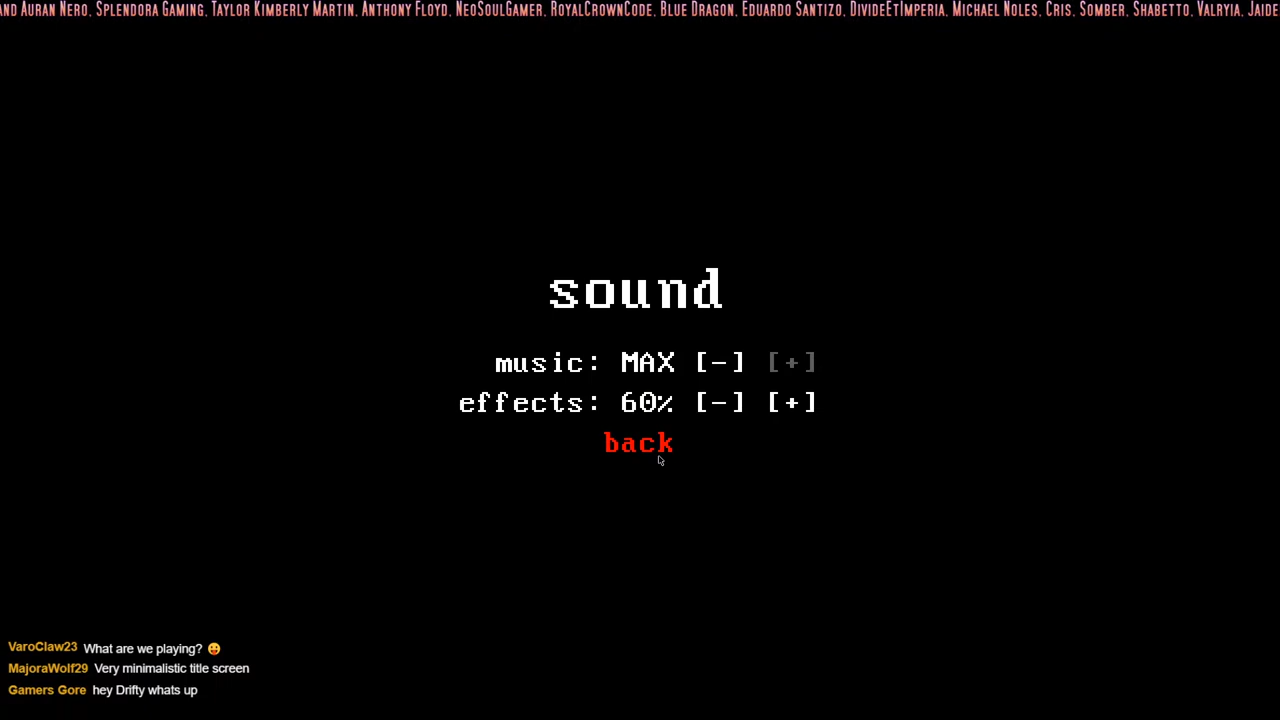 AND AURAN NERO, SPLENDORA GAMING, TAYLOR KIMBERLY MARTIN, ANTHONY FLOYD, NEOSOULGAMER, ROYALCROWNCODE, BLUE DRAGON, EDUARDO SANTIZO, DIVIDEETIMPERIA, MICHAEL NOLES, CRIS, SOMBER, SHABETTO, VALRYIA, JAIDE
sound
music: MAX [-] [+]
effects: 60% [-] [+]
back
VaroClaw23 What are we playing? 😛
MajoraWolf29 Very minimalistic title screen
Gamers Gore hey Drifty whats up